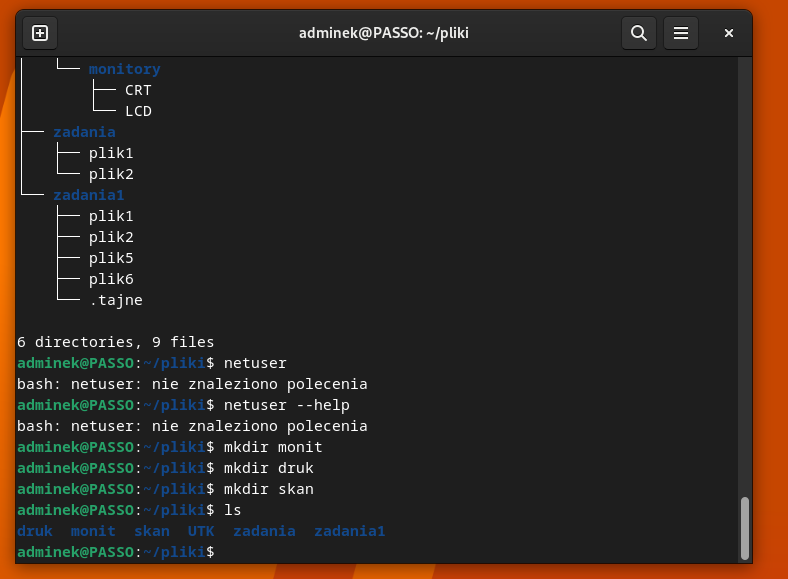 adminek@PASSO: ~/pliki
monitory
CRT
LCD
zadania
plik1
plik2
zadania1
plik1
plik2
plik5
plik6
.tajne
6 directories, 9 files
adminek@PASSO:~/pliki$ netuser
bash: netuser: nie znaleziono polecenia
adminek@PASSO:~/pliki$ netuser --help
bash: netuser: nie znaleziono polecenia
adminek@PASSO:~/pliki$ mkdir monit
adminek@PASSO:~/pliki$ mkdir druk
adminek@PASSO:~/pliki$ mkdir skan
adminek@PASSO:~/pliki$ ls
druk  monit  skan  UTK  zadania  zadania1
adminek@PASSO:~/pliki$